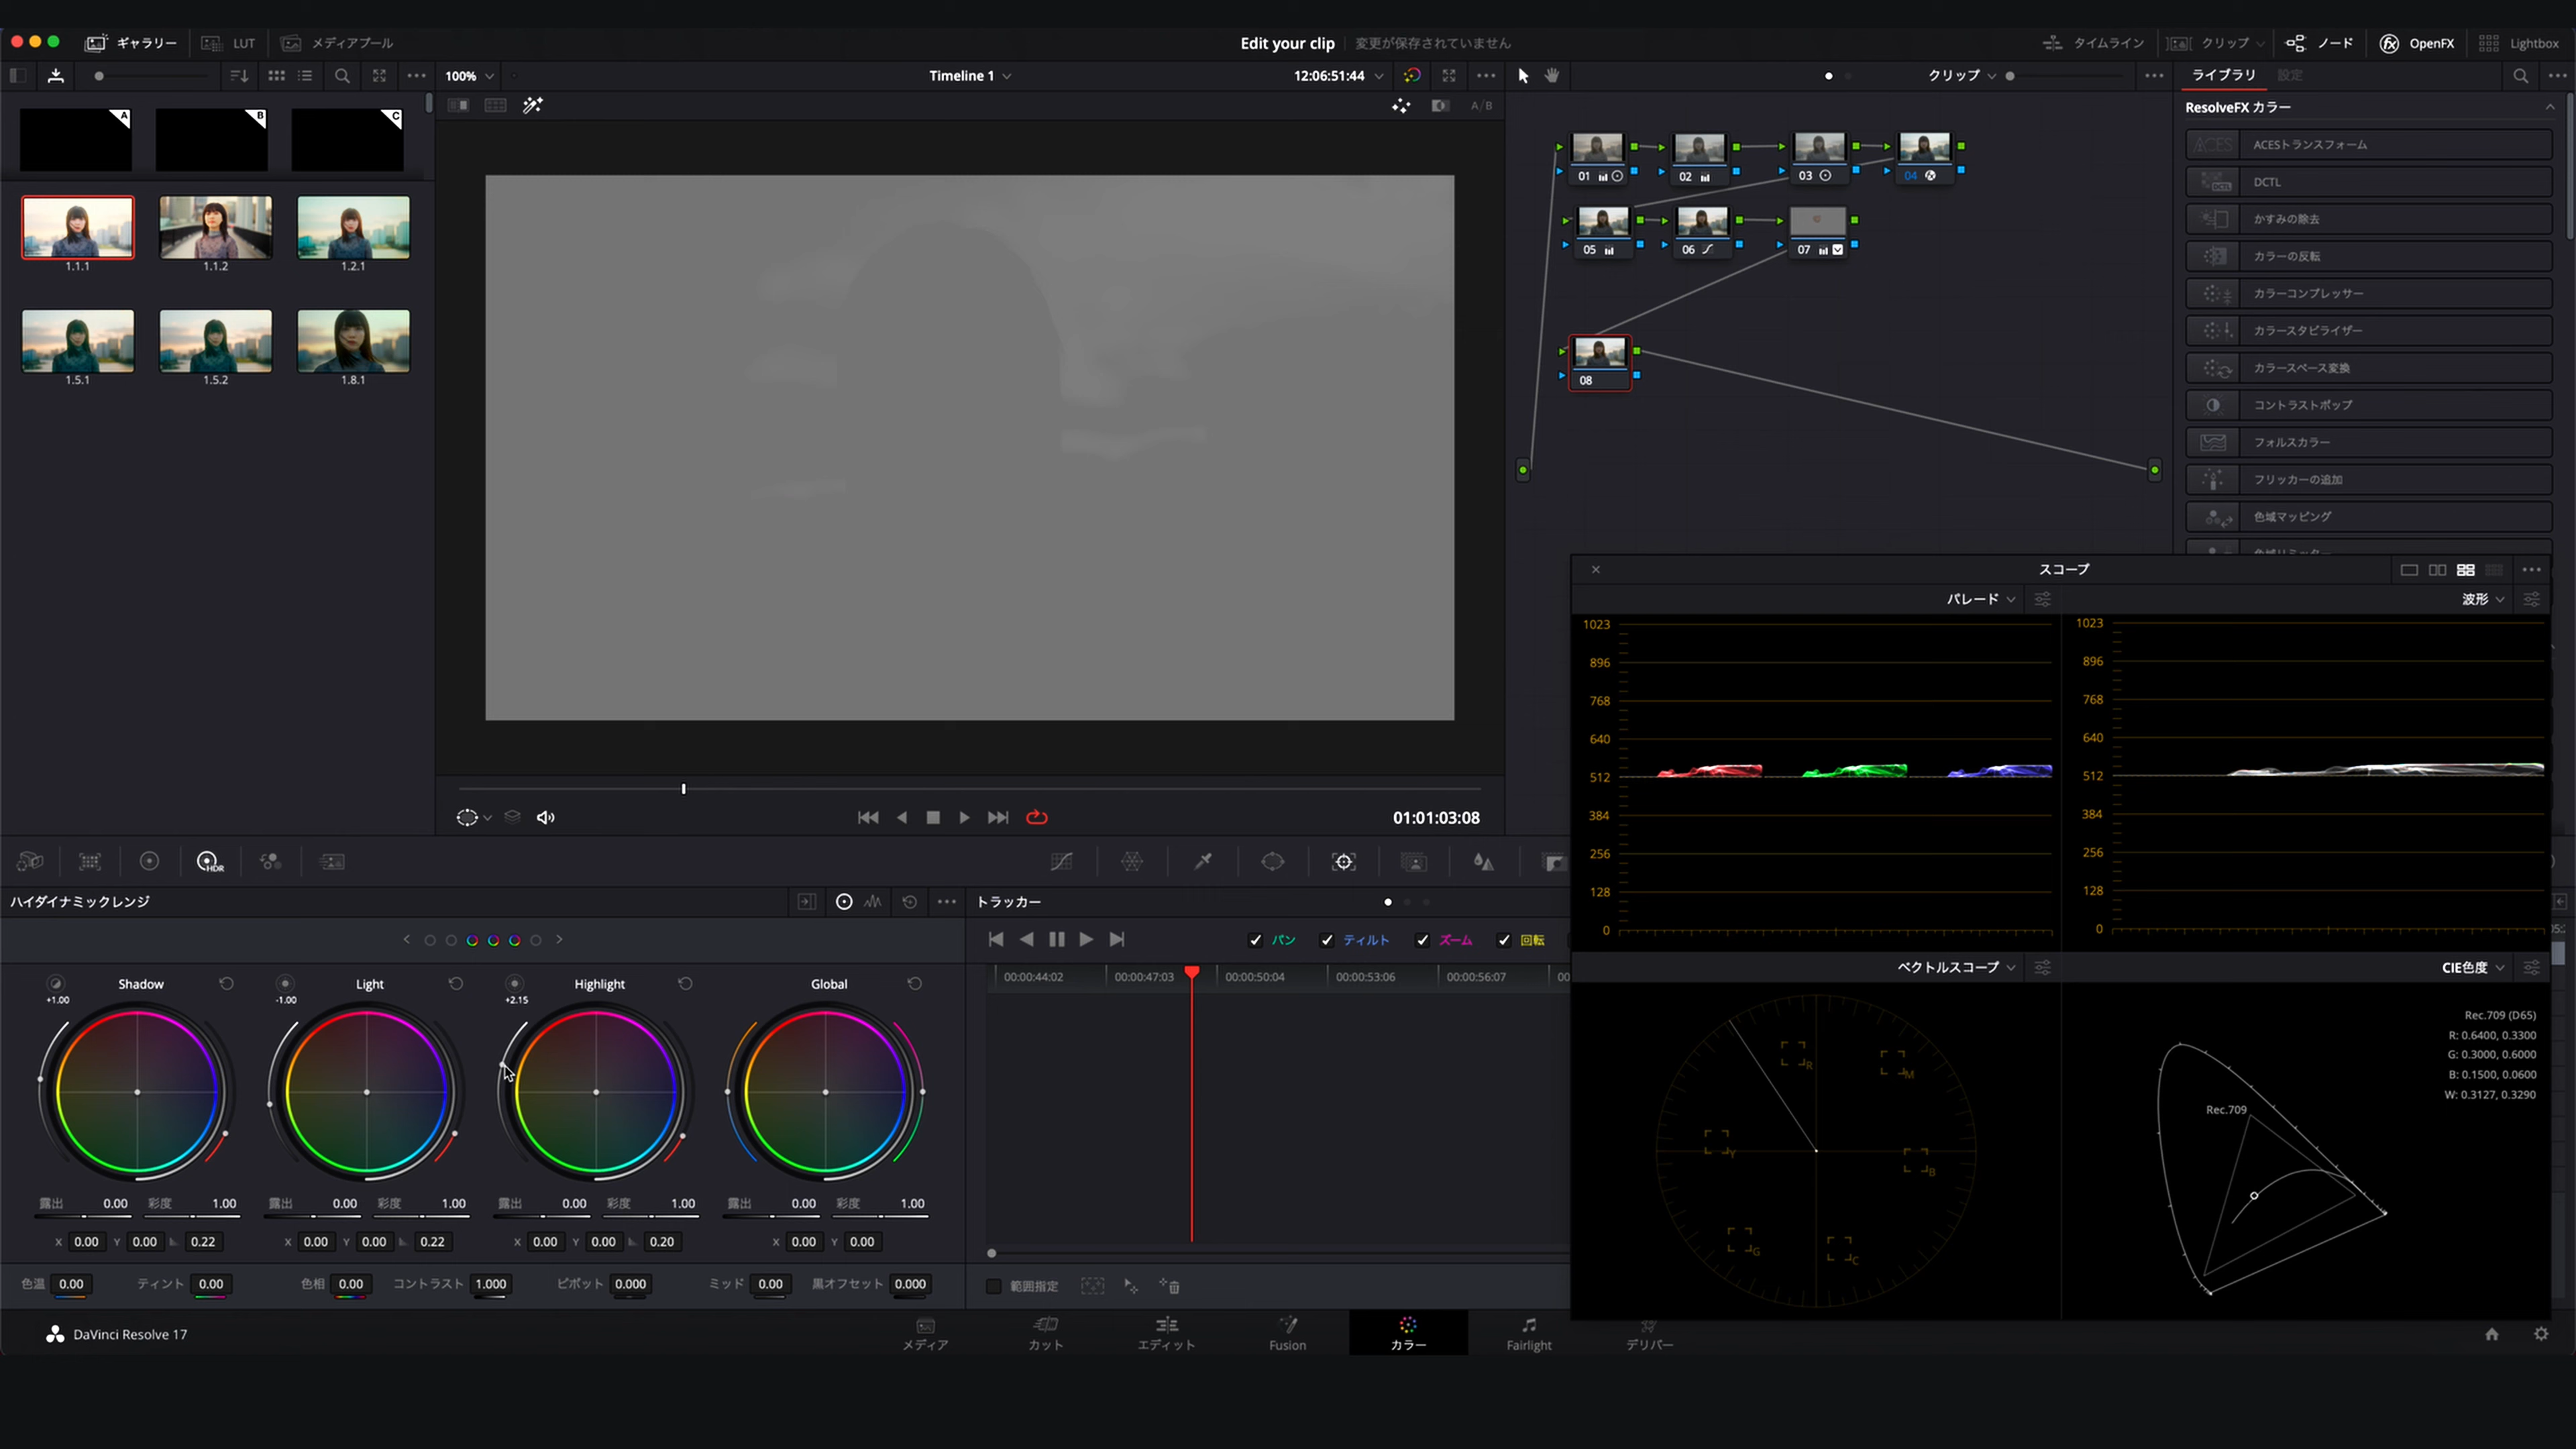 ギャラリー LUT メディアプール Edit your clip 変更が保存されていません タイムライン クリップ ノード OpenFX Lightbox
100% Timeline 1 12:06:51:44 クリップ ライブラリ 設定
A/B
ResolveFX カラー
A B C
1.1.1 1.1.2 1.2.1
1.5.1 1.5.2 1.8.1
01 02 03 04
05 06 07
08
ACES ACESトランスフォーム
DCTL DCTL
かすみの除去
カラーの反転
カラーコンプレッサー
カラースタビライザー
カラースペース変換
コントラストポップ
フォルスカラー
フリッカーの追加
色域マッピング
色域リミッター
スコープ
パレード 波形
1023 1023
896 896
768 768
640 640
512 512
384 384
256 256
128 128
0 0
01:01:03:08
HDR
ハイダイナミックレンジ トラッカー
パン ティルト ズーム 回転
00:00:44:02 00:00:47:03 00:00:50:04 00:00:53:06 00:00:56:07 00
Shadow Light Highlight Global
+1.00 -1.00 +2.15
露出 0.00 彩度 1.00 露出 0.00 彩度 1.00 露出 0.00 彩度 1.00 露出 0.00 彩度 1.00
X 0.00 Y 0.00 0.22 X 0.00 Y 0.00 0.22 X 0.00 Y 0.00 0.20 X 0.00 Y 0.00
色温 0.00 ティント 0.00 色相 0.00 コントラスト 1.000 ピボット 0.000 ミッド 0.00 黒オフセット 0.000
範囲指定
ベクトルスコープ CIE色度
R M Y B G C
Rec.709 (D65)
R: 0.6400, 0.3300
G: 0.3000, 0.6000
B: 0.1500, 0.0600
W: 0.3127, 0.3290
Rec.709
DaVinci Resolve 17 メディア カット エディット Fusion カラー Fairlight デリバー